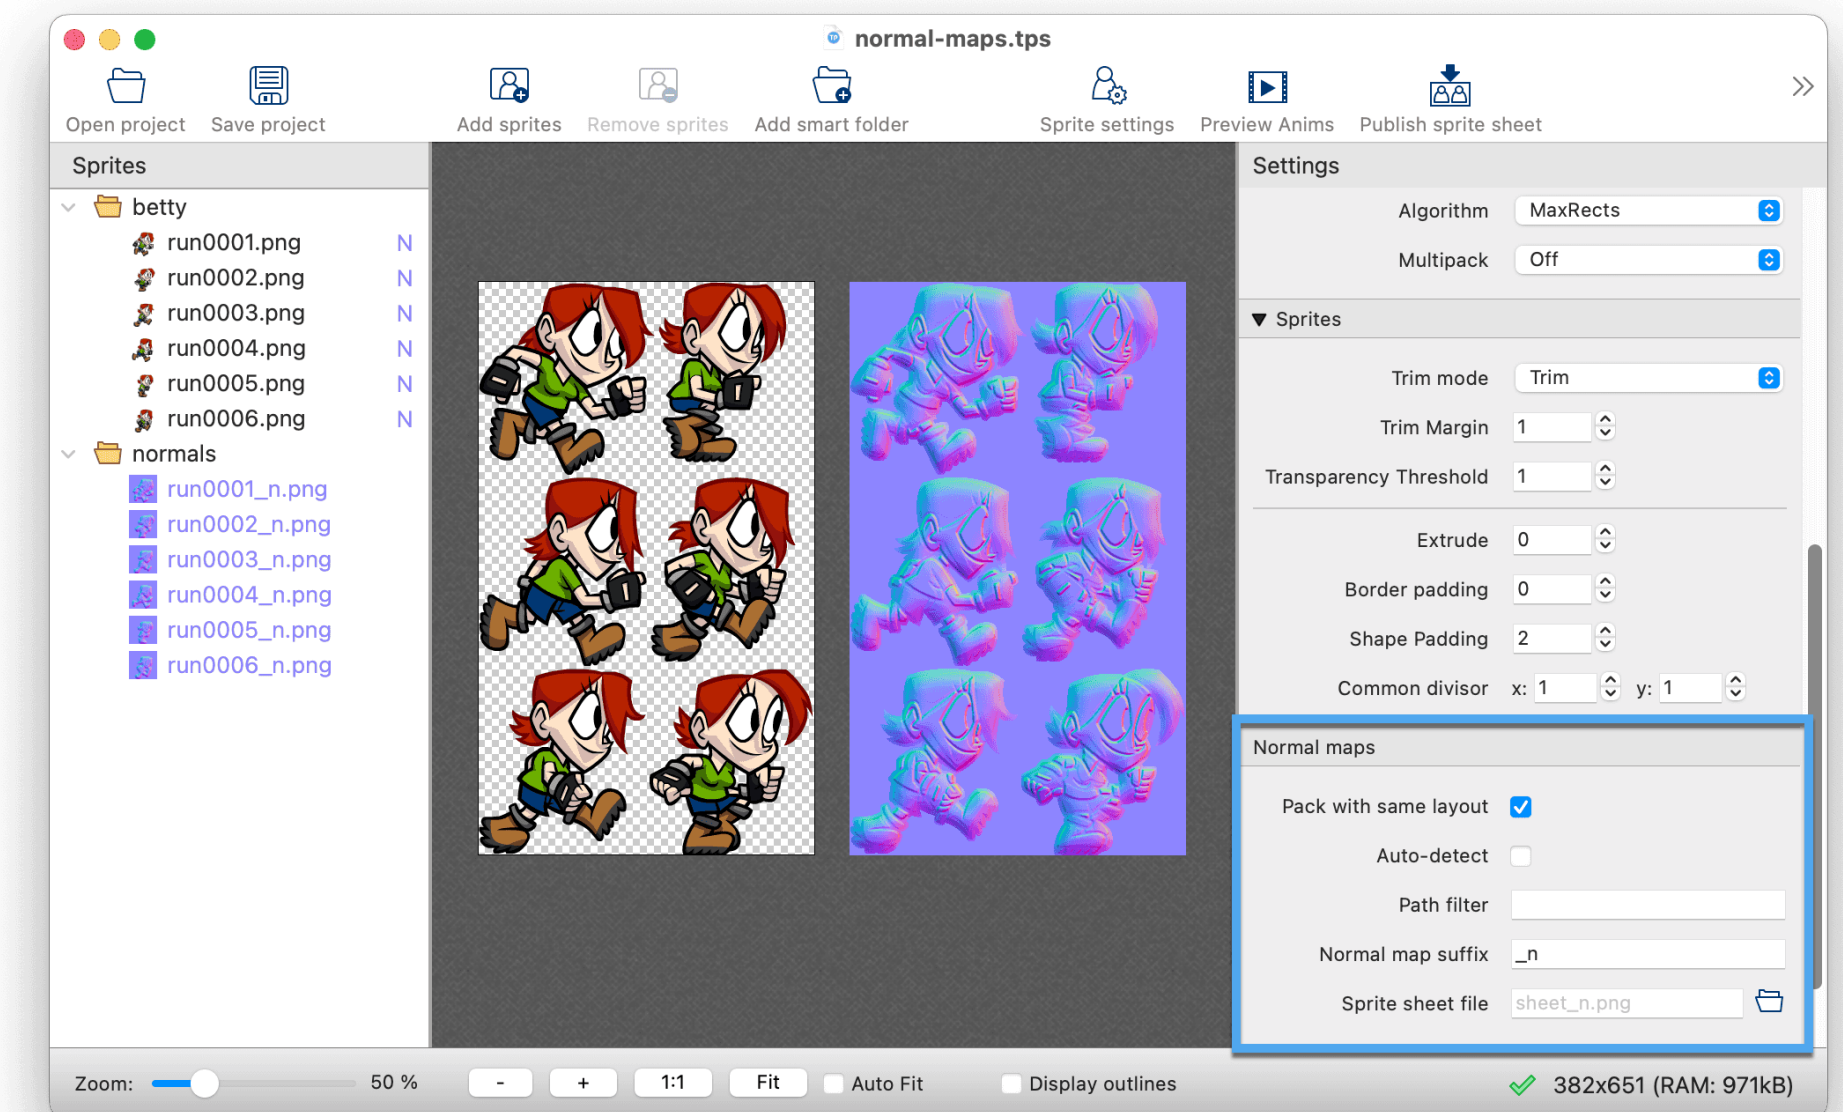 normal-maps.tps
Open project Save project Add sprites Remove sprites Add smart folder Sprite settings Preview Anims Publish sprite sheet
Sprites
betty
run0001.png N
run0002.png N
run0003.png N
run0004.png N
run0005.png N
run0006.png N
normals
run0001_n.png
run0002_n.png
run0003_n.png
run0004_n.png
run0005_n.png
run0006_n.png
Settings
Algorithm MaxRects
Multipack Off
Sprites
Trim mode Trim
Trim Margin 1
Transparency Threshold 1
Extrude 0
Border padding 0
Shape Padding 2
Common divisor x: 1 y: 1
Normal maps
Pack with same layout
Auto-detect
Path filter
Normal map suffix _n
Sprite sheet file sheet_n.png
Zoom: 50 % - + 1:1 Fit Auto Fit Display outlines 382x651 (RAM: 971kB)